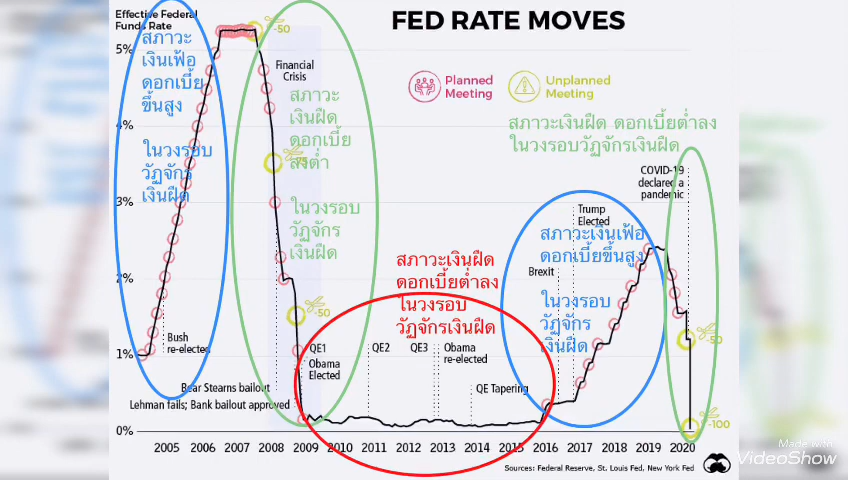 FED RATE MOVES
Effective Federal
Funds Rate
5%
4%
3%
2%
1%
0%
สภาวะ
เงินเฟ้อ
ดอกเบี้ย
ขึ้นสูง
ในวงรอบ
วัฏจักร
เงินฝืด
Bush
re-elected
-50
Financial
Crisis
สภาวะ
เงินฝืด
ดอกเบี้ย
ลงต่ำ
-75
ในวงรอบ
วัฏจักร
เงินฝืด
-50
Bear Stearns bailout
Lehman fails; Bank bailout approved
Planned
Meeting
Unplanned
Meeting
สภาวะเงินฝืด
ดอกเบี้ยต่ำลง
ในวงรอบ
วัฏจักรเงินฝืด
QE1
Obama
Elected
QE2
QE3
Obama
re-elected
QE Tapering
สภาวะเงินฝืด ดอกเบี้ยต่ำลง
ในวงรอบวัฏจักรเงินฝืด
COVID-19
declared a
pandemic
Trump
Elected
สภาวะเงินเฟ้อ
ดอกเบี้ยขึ้นสูง
Brexit
ในวงรอบ
วัฏจักร
เงินฝืด
-50
-100
2005 2006 2007 2008 2009 2010 2011 2012 2013 2014 2015 2016 2017 2018 2019 2020
Sources: Federal Reserve, St. Louis Fed, New York Fed
Made with
VideoShow